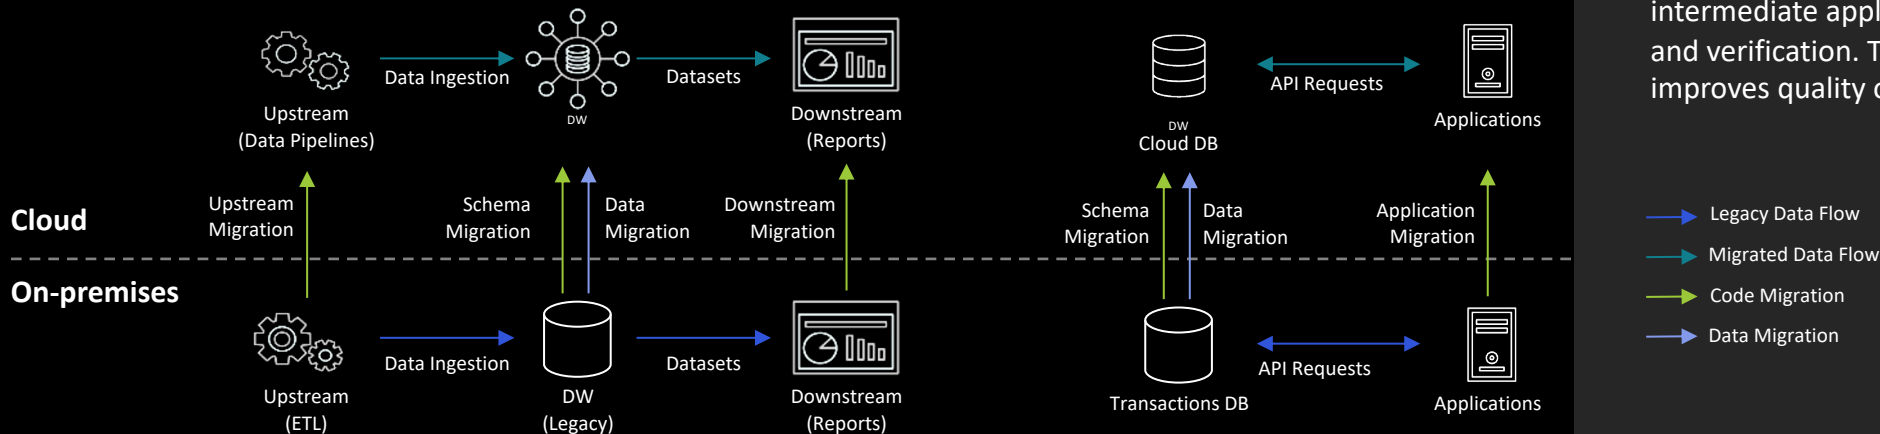 intermediate appl
and verification. T
improves quality o
Data Ingestion
Datasets
API Requests
Upstream
(Data Pipelines)
DW
Downstream
(Reports)
DW
Cloud DB
Applications
Cloud
Upstream
Migration
Schema
Migration
Data
Migration
Downstream
Migration
Schema
Migration
Data
Migration
Application
Migration
Legacy Data Flow
Migrated Data Flow
Code Migration
Data Migration
On-premises
Data Ingestion
Datasets
API Requests
Upstream
(ETL)
DW
(Legacy)
Downstream
(Reports)
Transactions DB
Applications